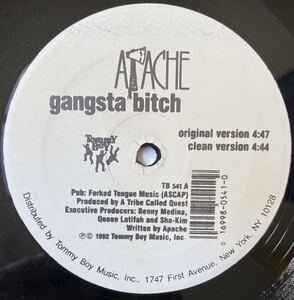 APACHE
gangsta bitch
original version 4:47
clean version 4:44
Tommy Boy
TB 541 A
Pub: Forked Tongue Music (ASCAP)
Produced by A Tribe Called Quest
Executive Producers: Benny Medina,
Queen Latifah and Sha-Kim
Written by Apache
℗ © 1992 Tommy Boy Music, Inc.
0 16998-0541-0
Distributed by Tommy Boy Music, Inc., 1747 First Avenue, New York, NY 10128